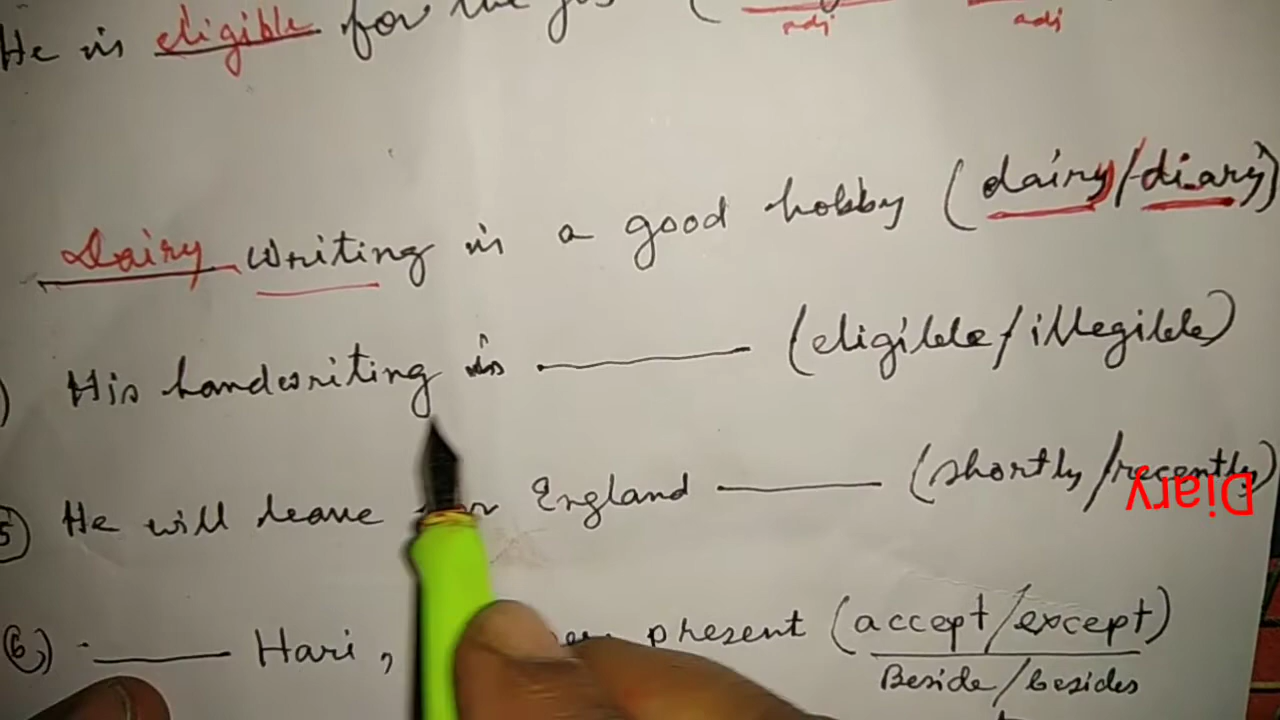 He is eligible for the
adj adj
Dairy writing is a good hobby (dairy/diary)
) His handwriting is ______ (eligible/illegible)
5) He will leave for England ______ (shortly/recently)
Diary
6) ______ Hari, present (accept/except)
Beside/besides